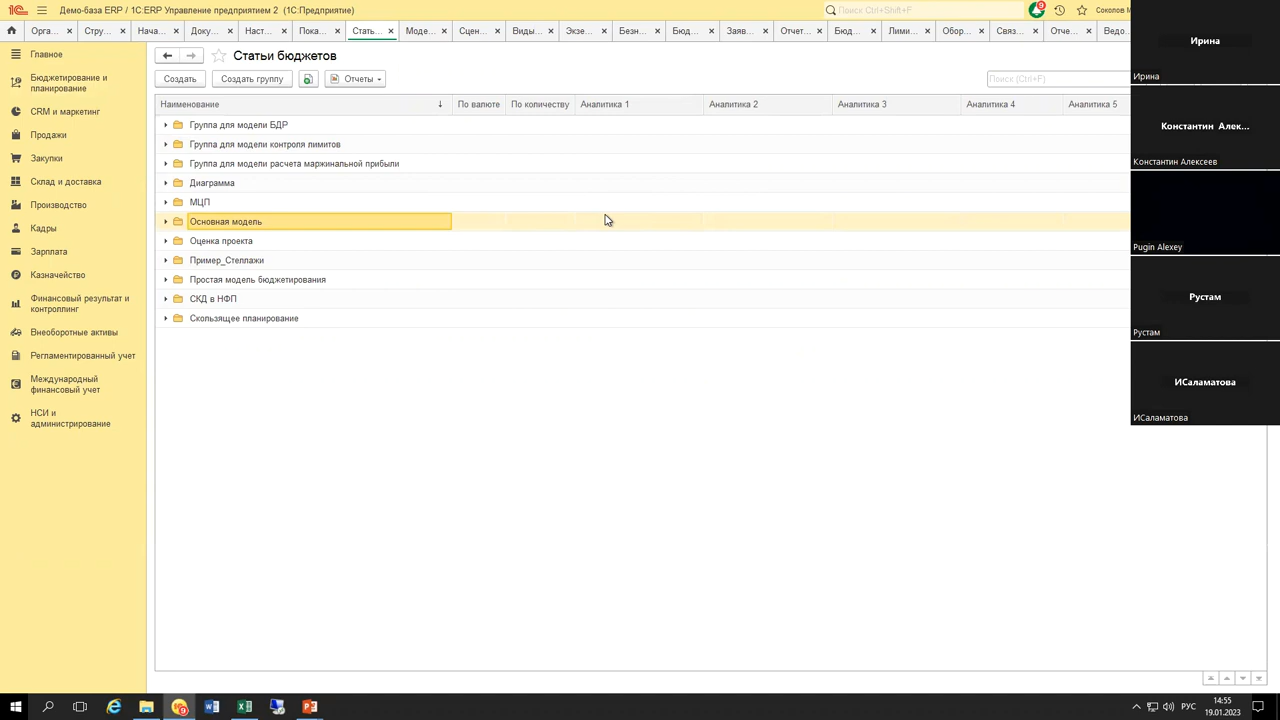 Демо-база ERP / 1С:ERP Управление предприятием 2 (1С:Предприятие)
Поиск Ctrl+Shift+F
9
Соколов М
Орга...
Стру...
Нача...
Доку...
Наст...
Пока...
Стать...
Моде...
Сцен...
Виды...
Экзе...
Безн...
Бюд...
Заяв...
Отчет...
Бюд...
Лими...
Обор...
Связ...
Отче...
Ведо...
Главное
Бюджетирование и
планирование
CRM и маркетинг
Продажи
Закупки
Склад и доставка
Производство
Кадры
Зарплата
Казначейство
Финансовый результат и
контроллинг
Внеоборотные активы
Регламентированный учет
Международный
финансовый учет
НСИ и
администрирование
Статьи бюджетов
Создать
Создать группу
Отчеты
Поиск (Ctrl+F)
Наименование
По валюте
По количеству
Аналитика 1
Аналитика 2
Аналитика 3
Аналитика 4
Аналитика 5
Группа для модели БДР
Группа для модели контроля лимитов
Группа для модели расчета маржинальной прибыли
Диаграмма
МЦП
Основная модель
Оценка проекта
Пример_Стеллажи
Простая модель бюджетирования
СКД в НФП
Скользящее планирование
Ирина
Ирина
Константин Алек...
Константин Алексеев
Pugin Alexey
Рустам
Рустам
ИСаламатова
ИСаламатова
РУС
14:55
19.01.2023